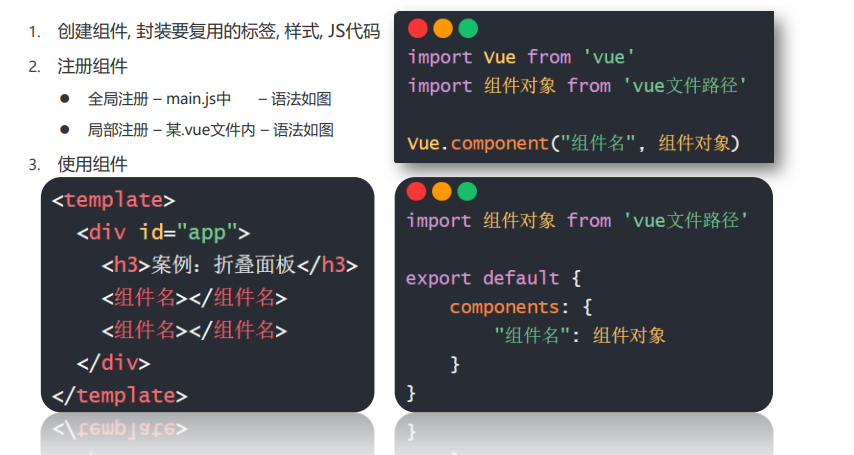 1. 创建组件, 封装要复用的标签, 样式, JS代码
2. 注册组件
● 全局注册 – main.js中 – 语法如图
● 局部注册 – 某.vue文件内 – 语法如图
3. 使用组件
import Vue from 'vue'
import 组件对象 from 'vue文件路径'
Vue.component("组件名", 组件对象)
<template>
<div id="app">
<h3>案例：折叠面板</h3>
<组件名></组件名>
<组件名></组件名>
</div>
</template>
import 组件对象 from 'vue文件路径'
export default {
components: {
"组件名": 组件对象
}
}